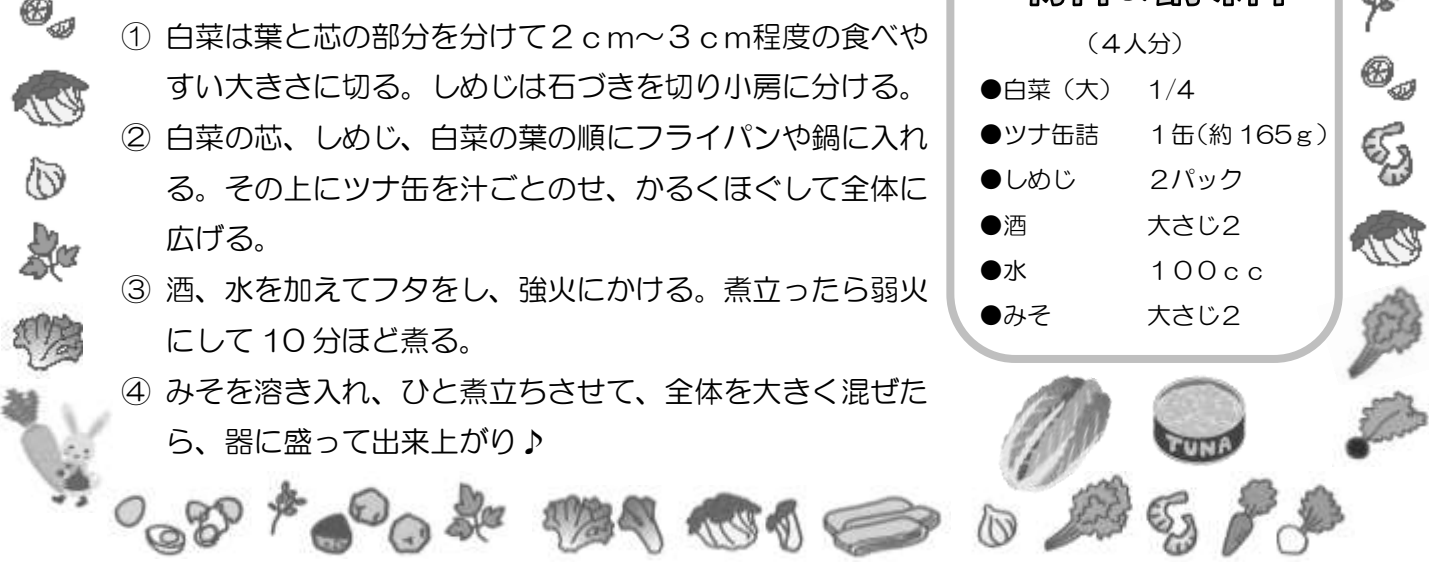 ① 白菜は葉と芯の部分を分けて２ｃｍ～３ｃｍ程度の食べや
すい大きさに切る。しめじは石づきを切り小房に分ける。
② 白菜の芯、しめじ、白菜の葉の順にフライパンや鍋に入れ
る。その上にツナ缶を汁ごとのせ、かるくほぐして全体に
広げる。
③ 酒、水を加えてフタをし、強火にかける。煮立ったら弱火
にして 10 分ほど煮る。
④ みそを溶き入れ、ひと煮立ちさせて、全体を大きく混ぜた
ら、器に盛って出来上がり♪
（４人分）
●白菜（大） 1/4
●ツナ缶詰 １缶(約 165ｇ)
●しめじ ２パック
●酒 大さじ２
●水 １００ｃｃ
●みそ 大さじ２
TUNA